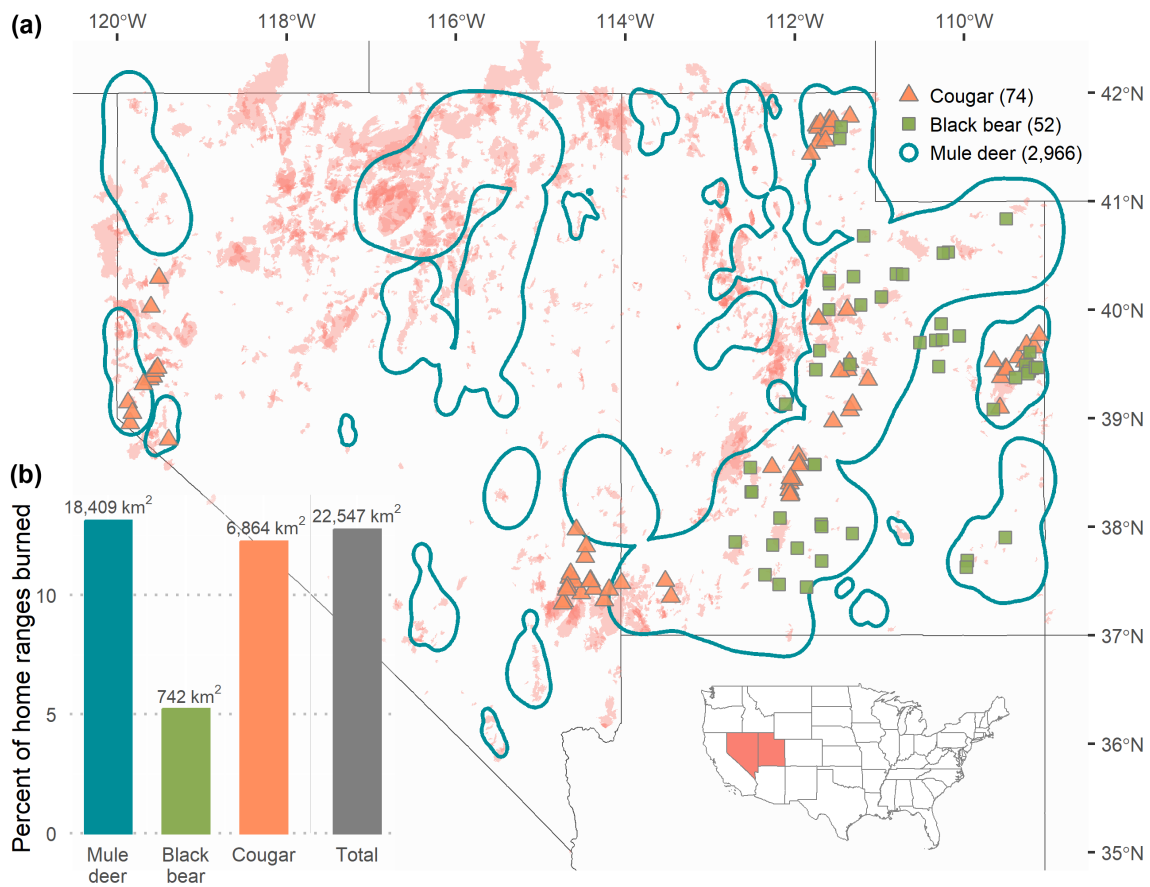 (a)
120°W 118°W 116°W 114°W 112°W 110°W
42°N
41°N
40°N
39°N
38°N
37°N
36°N
35°N
Cougar (74)
Black bear (52)
Mule deer (2,966)
(b)
Percent of home ranges burned
10
5
0
18,409 km²
742 km²
6,864 km²
22,547 km²
Mule
deer
Black
bear
Cougar
Total